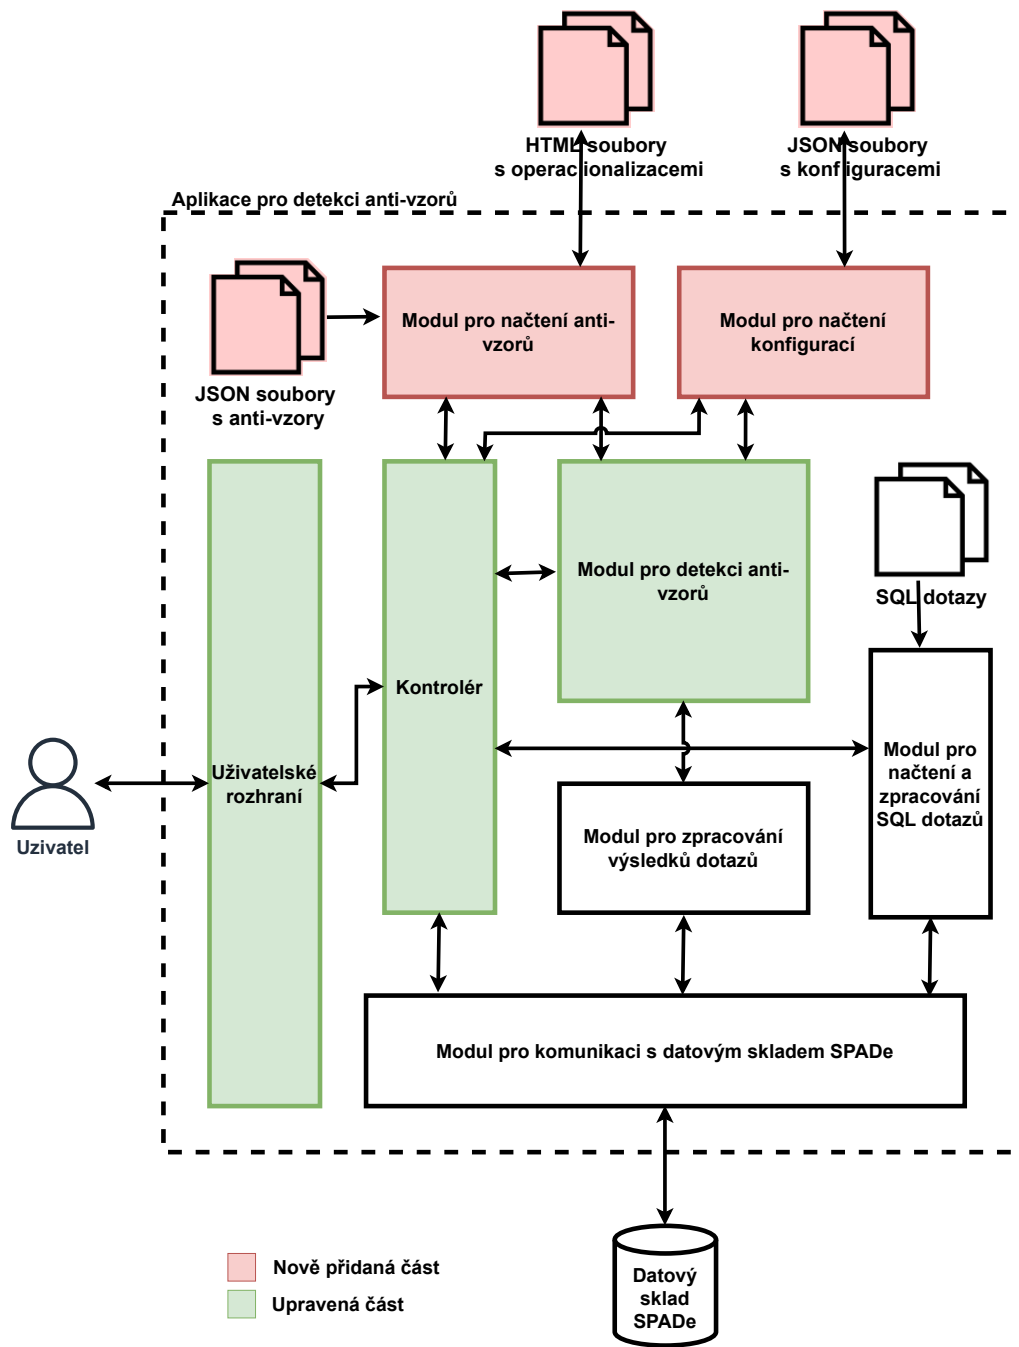 HTML soubory
s operacionalizacemi
JSON soubory
s konfiguracemi
Aplikace pro detekci anti-vzorů
JSON soubory
s anti-vzory
Modul pro načtení anti-
vzorů
Modul pro načtení
konfigurací
Modul pro detekci anti-
vzorů
SQL dotazy
Kontrolér
Uživatelské
rozhraní
Modul pro
načtení a
zpracování
SQL dotazů
Uzivatel
Modul pro zpracování
výsledků dotazů
Modul pro komunikaci s datovým skladem SPADe
Datový
sklad
SPADe
Nově přidaná část
Upravená část